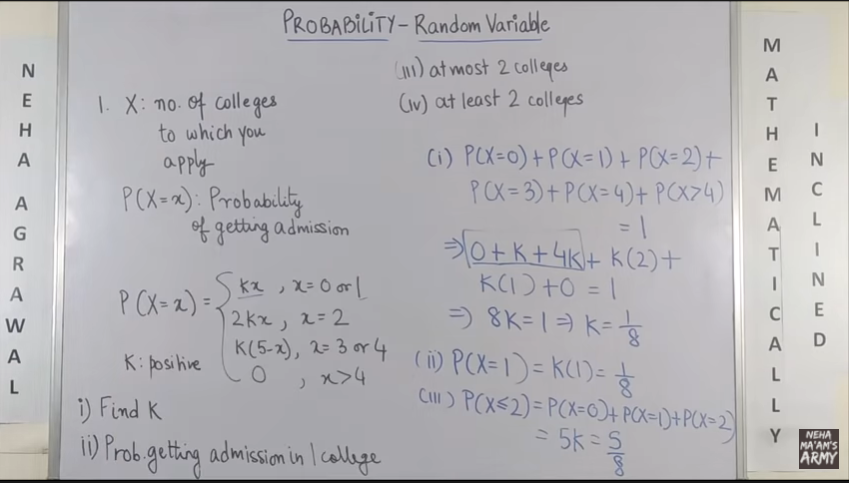 PROBABILITY - Random Variable
NEHA AGRAWAL
1. X: no. of colleges
to which you
apply
P(X=x): Probability
of getting admission
P(X=x) = { kx , x=0 or 1
2kx , x=2
K(5-x), x=3 or 4
0 , x>4
K: positive
i) Find K
ii) Prob. getting admission in 1 college
(iii) atmost 2 colleges
(iv) at least 2 colleges
(i) P(X=0) + P(X=1) + P(X=2) +
P(X=3) + P(X=4) + P(X>4)
= 1
⇒ 0 + K + 4K + K(2) +
K(1) + 0 = 1
⇒ 8K=1 ⇒ K=1/8
(ii) P(X=1) = K(1) = 1/8
(iii) P(X≤2) = P(X=0) + P(X=1) + P(X=2)
= 5K = 5/8
MATHEMATICALLY
INCLINED
NEHA
MA'AM'S
ARMY